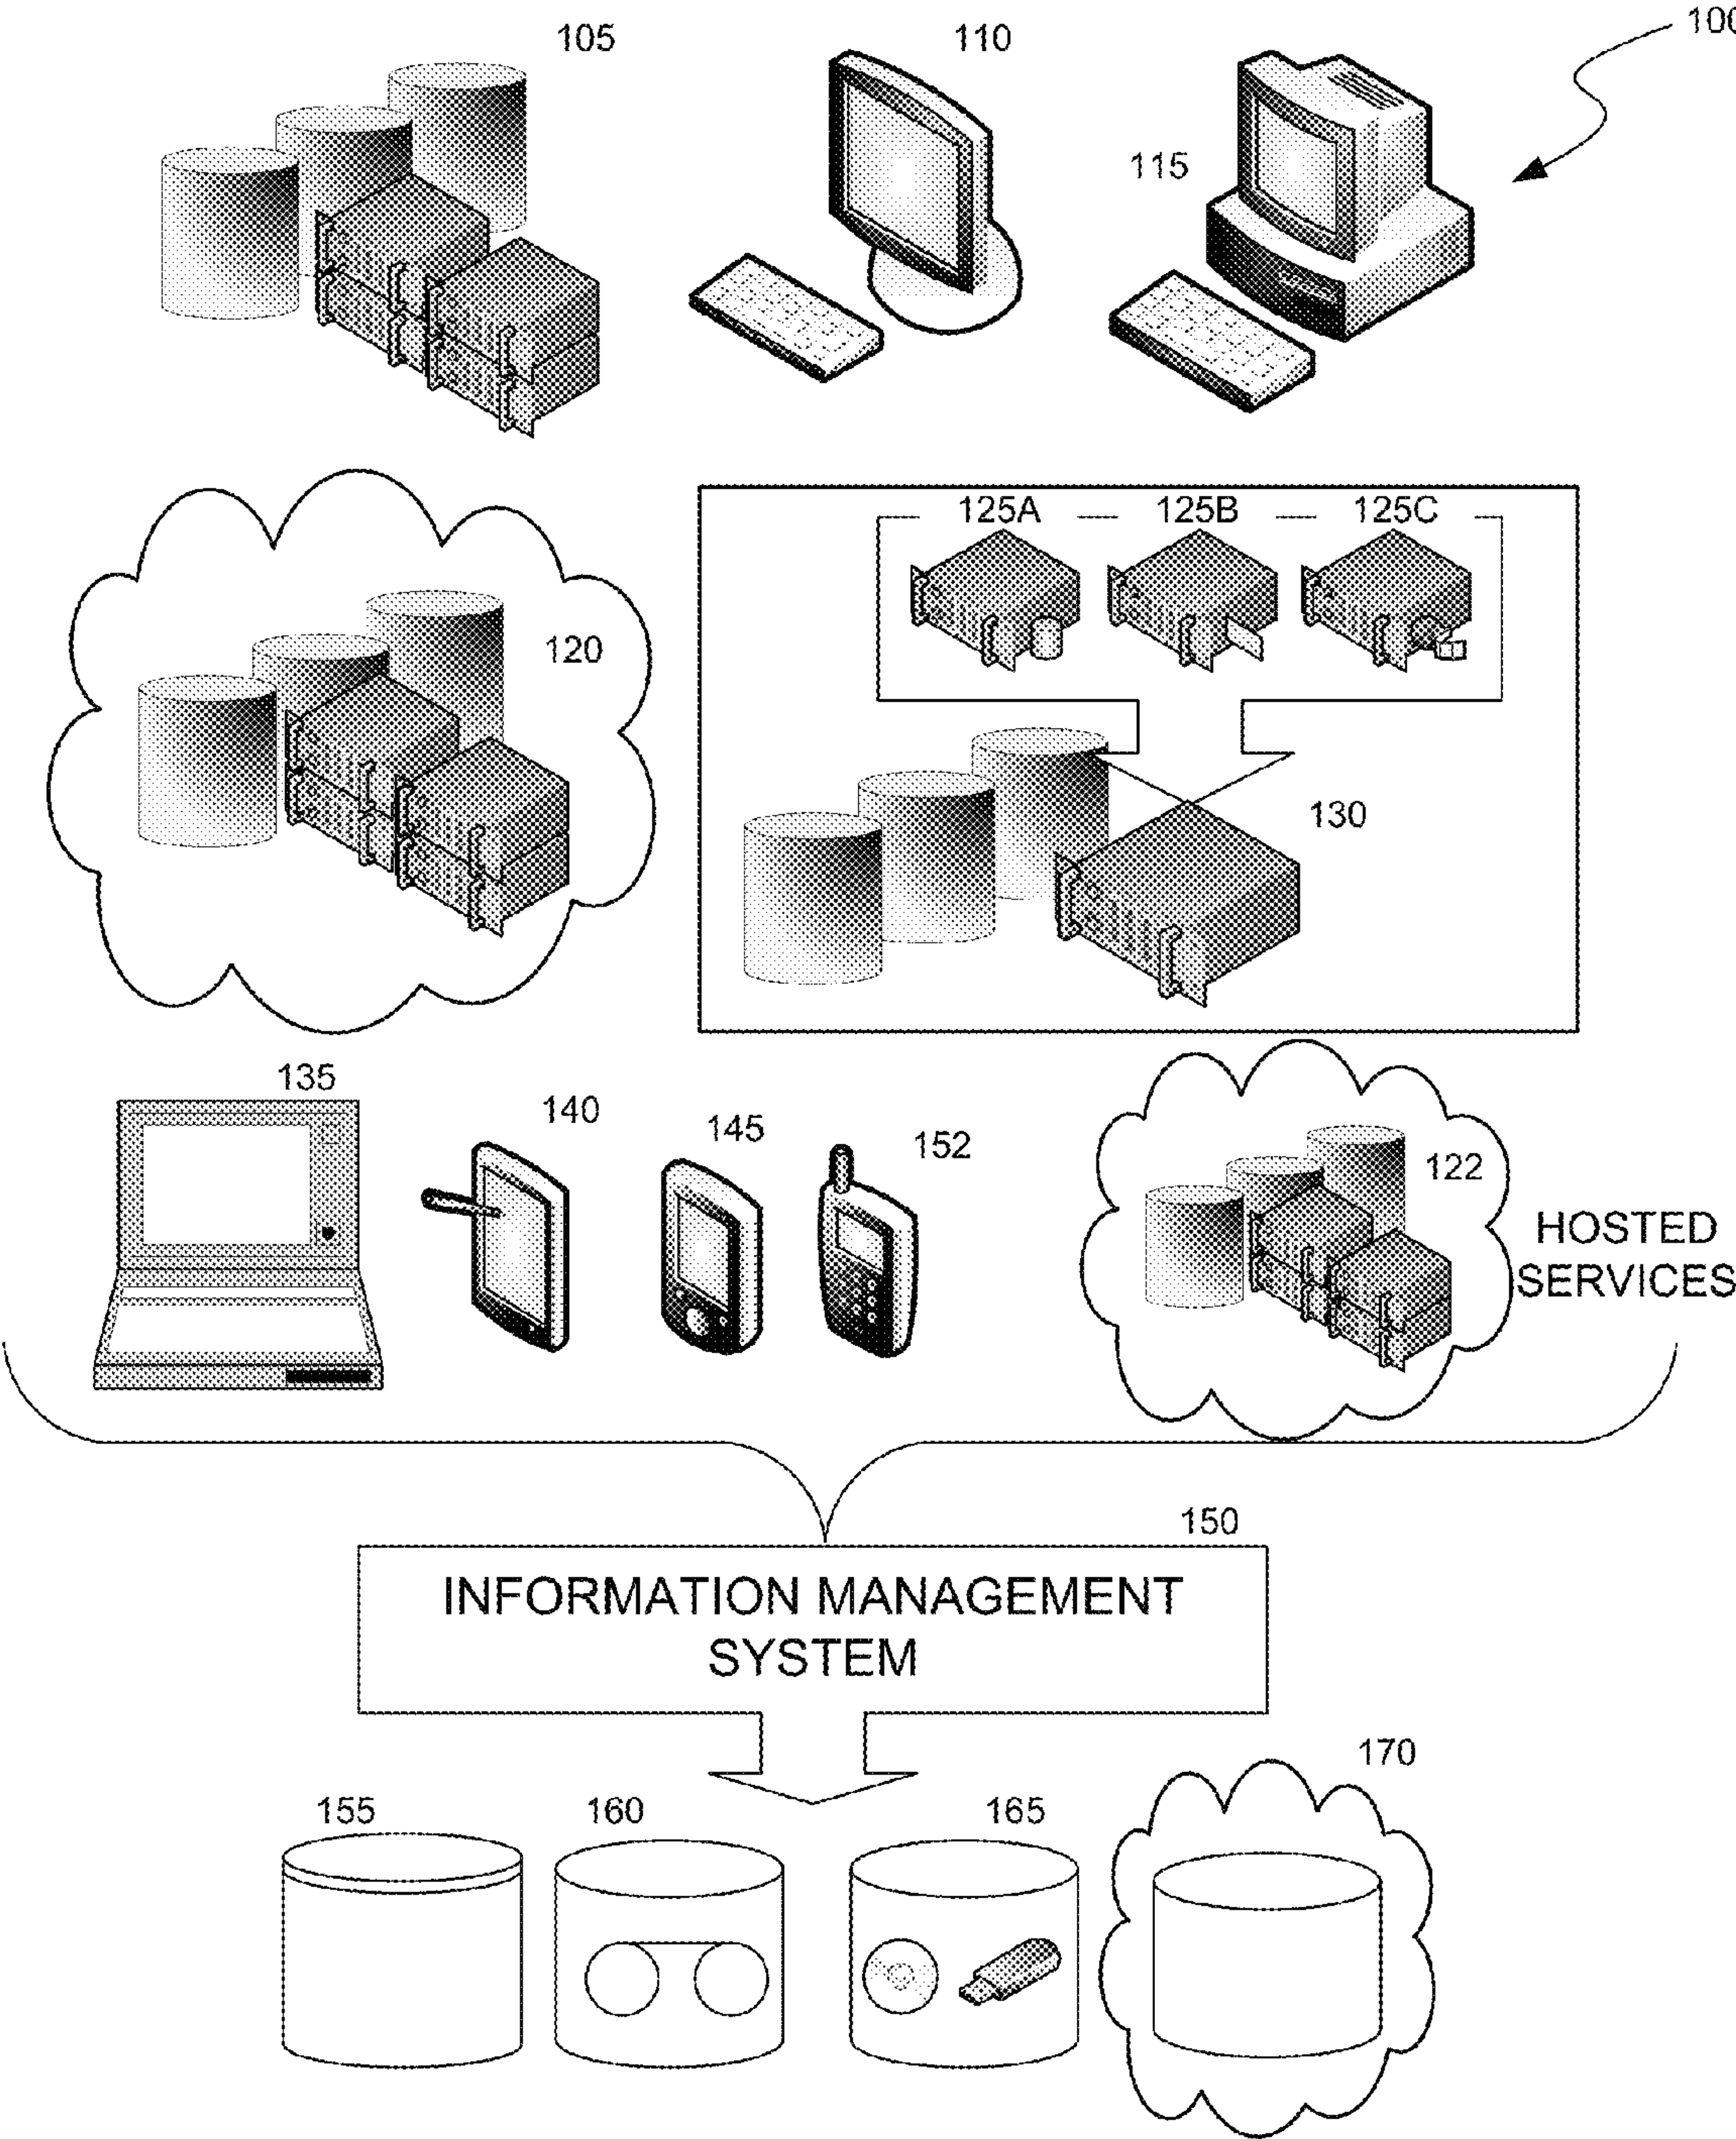 100
105
110
115
125A
125B
125C
120
130
135
140
145
152
122
HOSTED
SERVICES
150
INFORMATION MANAGEMENT
SYSTEM
170
155
160
165